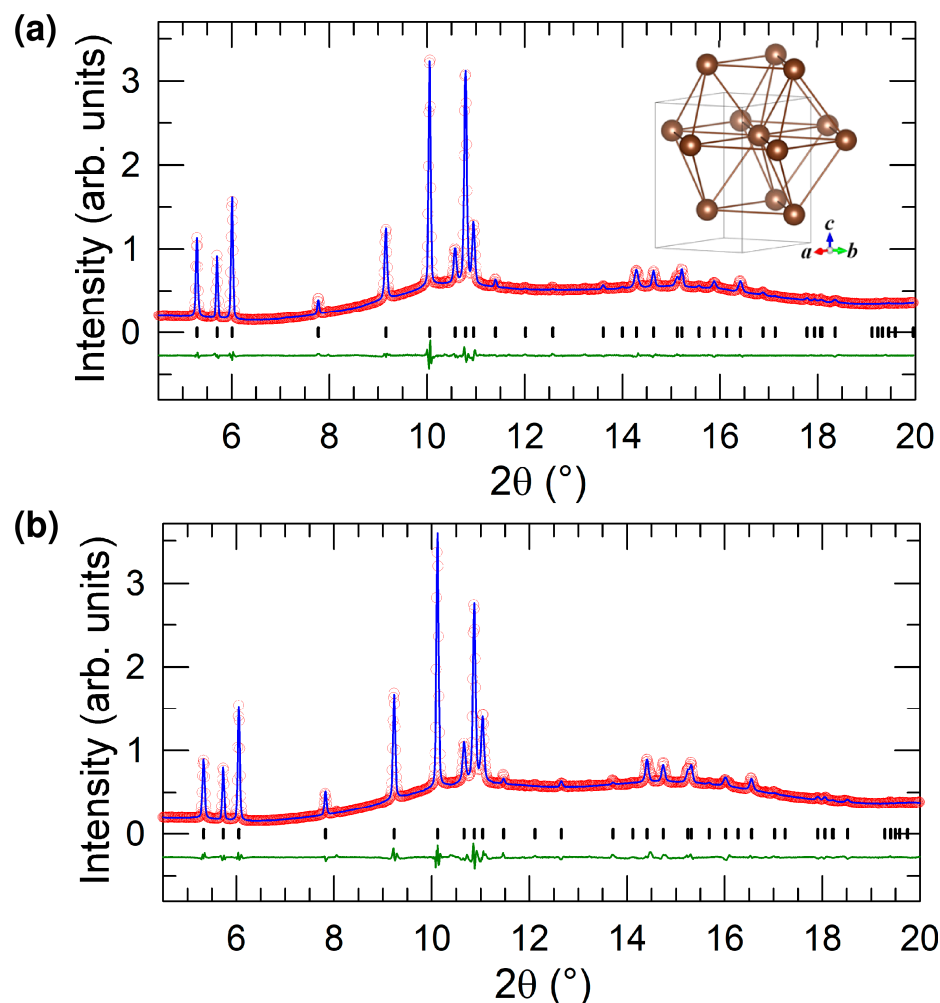 (a)
Intensity (arb. units)
3
2
1
0
c
a b
6 8 10 12 14 16 18 20
2θ (°)
(b)
Intensity (arb. units)
3
2
1
0
6 8 10 12 14 16 18 20
2θ (°)